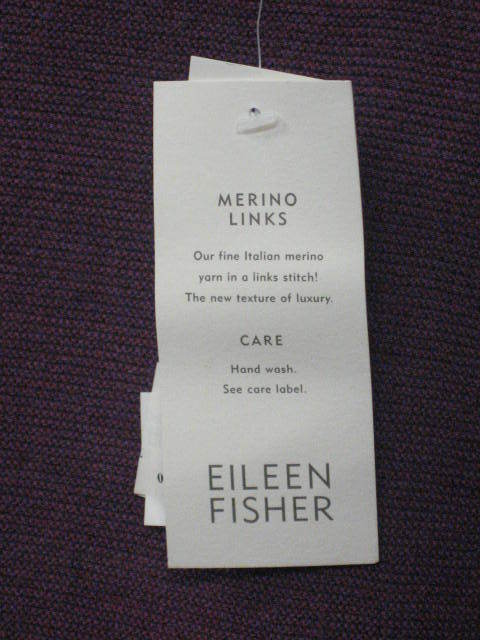 MERINO
LINKS
Our fine Italian merino
yarn in a links stitch!
The new texture of luxury.
CARE
Hand wash.
See care label.
0
EILEEN
FISHER